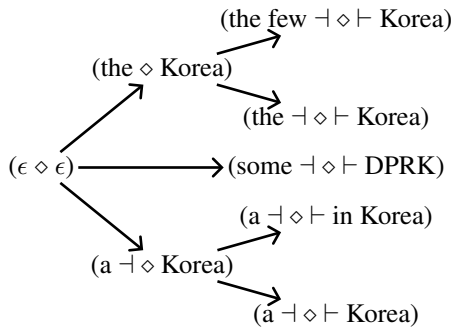 (the few ⊣ ⋄ ⊢ Korea)
(the ⋄ Korea)
(the ⊣ ⋄ ⊢ Korea)
(ϵ ⋄ ϵ)
(some ⊣ ⋄ ⊢ DPRK)
(a ⊣ ⋄ ⊢ in Korea)
(a ⊣ ⋄ Korea)
(a ⊣ ⋄ ⊢ Korea)